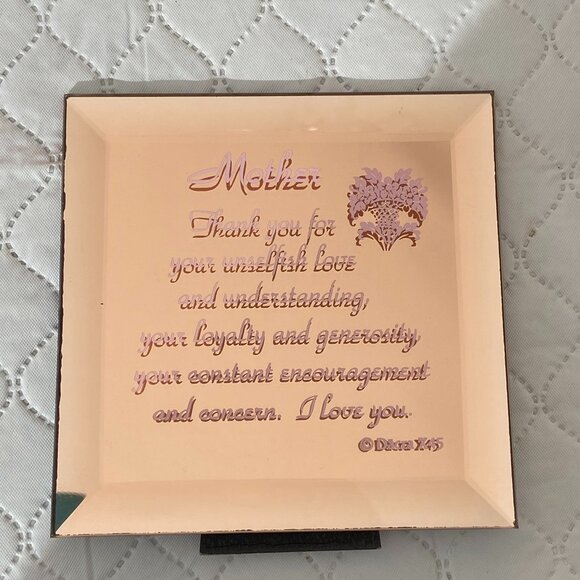 Mother
Thank you for
your unselfish love
and understanding,
your loyalty and generosity,
your constant encouragement
and concern. I love you.
© Dacra X45